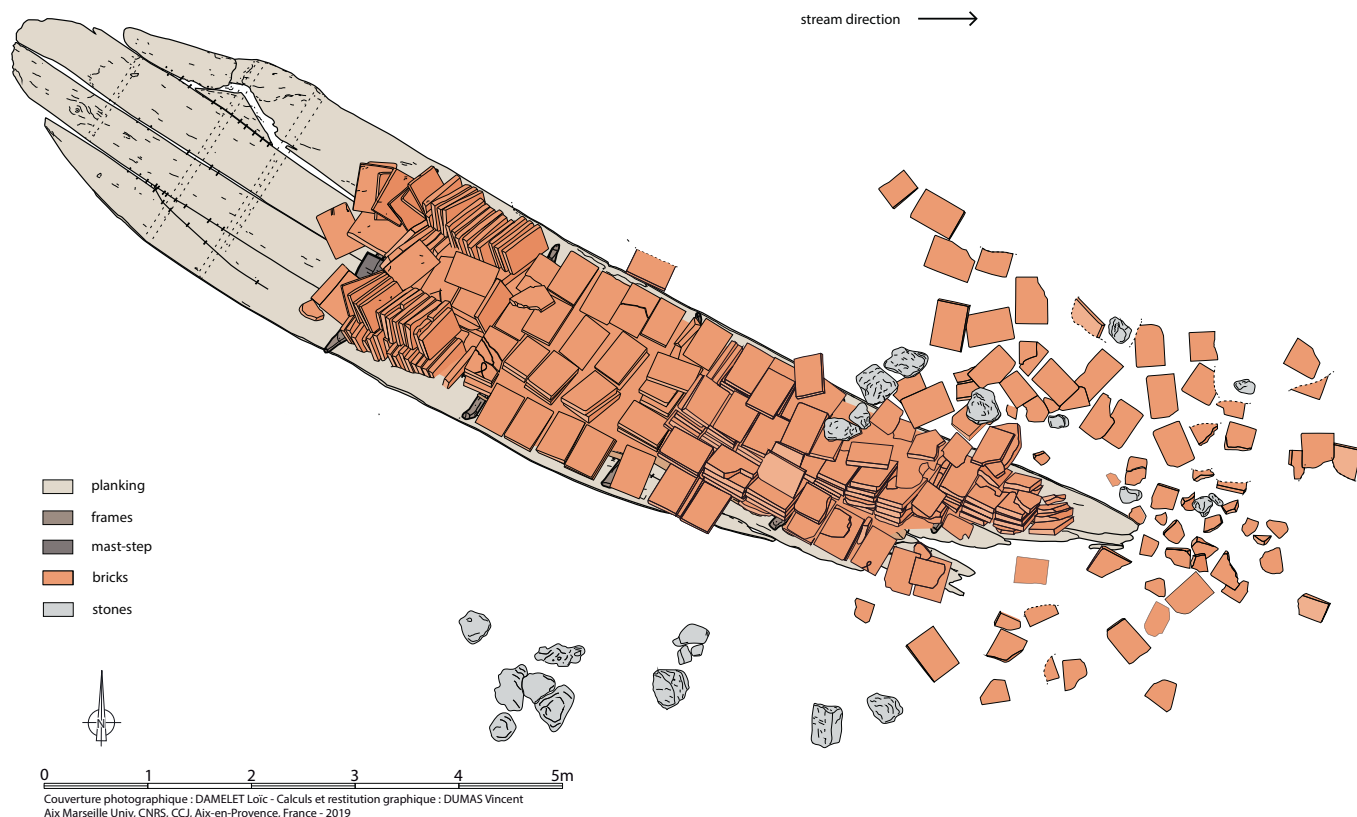 stream direction
planking
frames
mast-step
bricks
stones
N
0 1 2 3 4 5m
Couverture photographique : DAMELET Loïc - Calculs et restitution graphique : DUMAS Vincent
Aix Marseille Univ, CNRS, CCJ, Aix-en-Provence, France - 2019